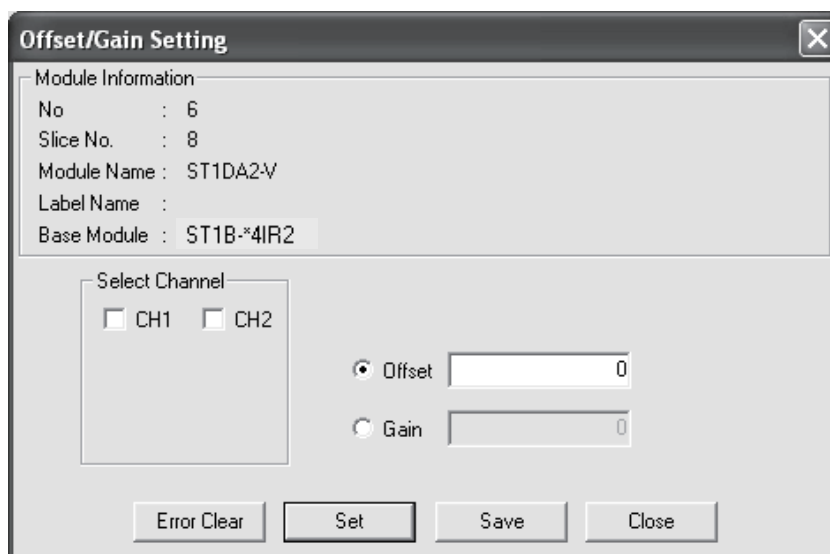 Offset/Gain Setting
Module Information
No : 6
Slice No. : 8
Module Name : ST1DA2-V
Label Name :
Base Module : ST1B-*4IR2
Select Channel
CH1 CH2
Offset 0
Gain 0
Error Clear Set Save Close